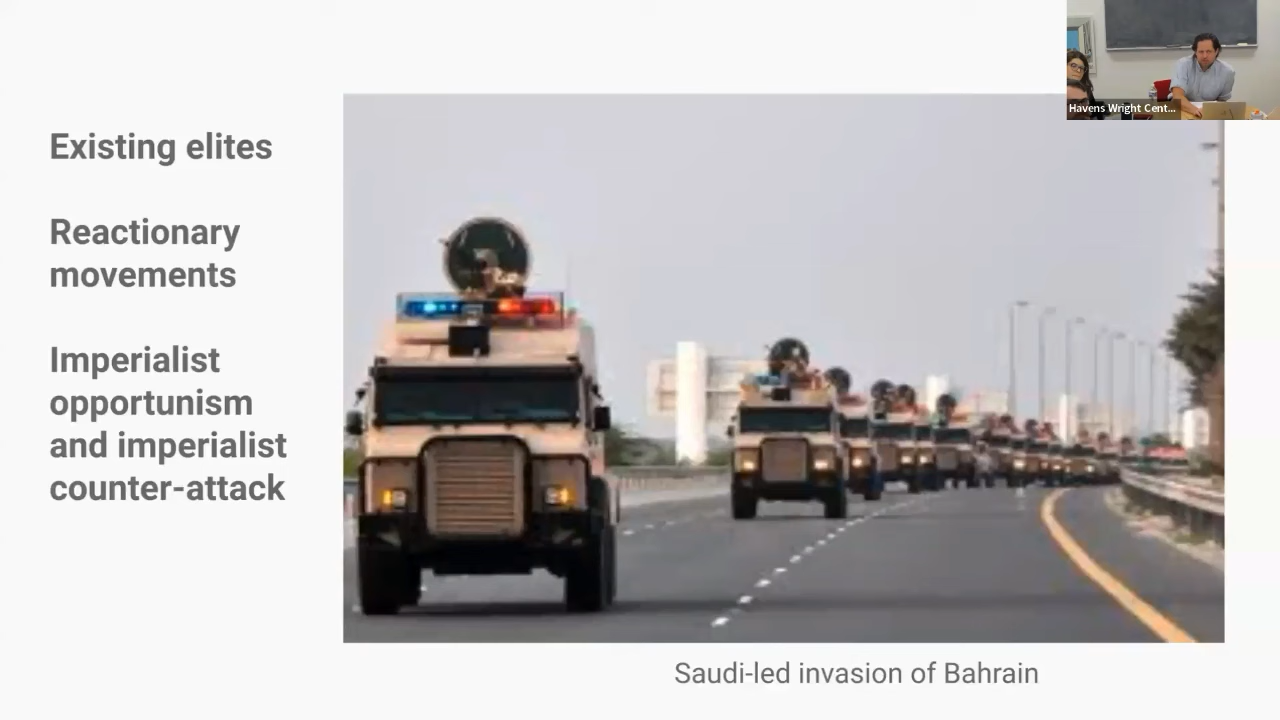 Havens Wright Cent...
Existing elites
Reactionary
movements
Imperialist
opportunism
and imperialist
counter-attack
Saudi-led invasion of Bahrain